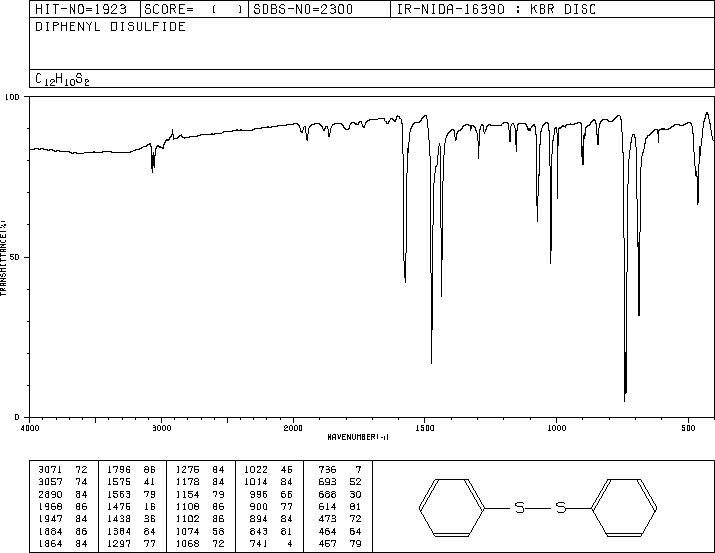 HIT-NO=1923 SCORE= ( ) SDBS-NO=2300 IR-NIDA-16390 : KBR DISC
DIPHENYL DISULFIDE
C12H10S2
100
50
0
TRANSMITTANCE(%)
4000 3000 2000 1500 1000 500
WAVENUMBER(-1)
3071 72 1796 86 1276 84 1022 46 736 7
3057 74 1575 41 1178 84 1014 84 693 52
2890 84 1563 79 1154 79 996 66 688 30
1968 86 1476 16 1108 86 900 77 614 81
1947 84 1438 36 1102 86 894 84 473 72
1884 86 1384 84 1074 58 843 81 464 64
1864 84 1297 77 1068 72 741 4 457 79
S S